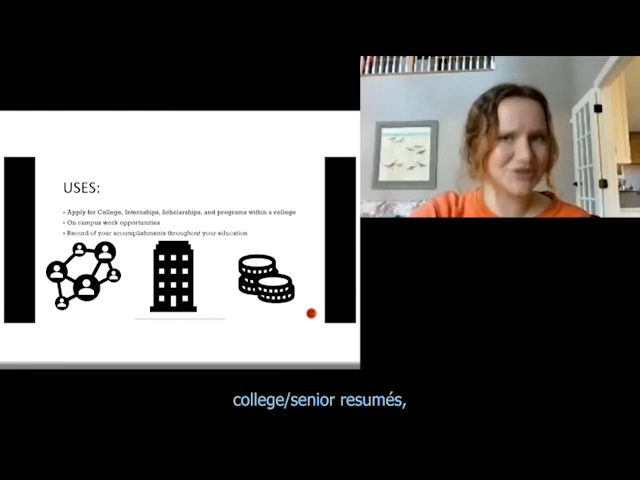 USES:
• Apply for College, Internships, Scholarships, and programs within a college
• On campus work opportunities
• Record of your accomplishments throughout your education
college/senior resumés,